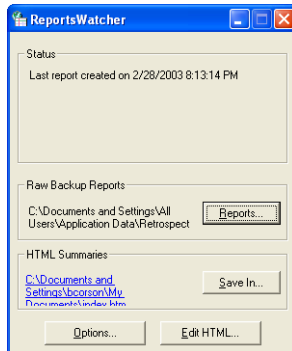 ReportsWatcher
Status
Last report created on 2/28/2003 8:13:14 PM
Raw Backup Reports
C:\Documents and Settings\All
Users\Application Data\Retrospect
Reports...
HTML Summaries
C:\Documents and
Settings\bcorson\My
Documents\index.htm
Save In...
Options...
Edit HTML...